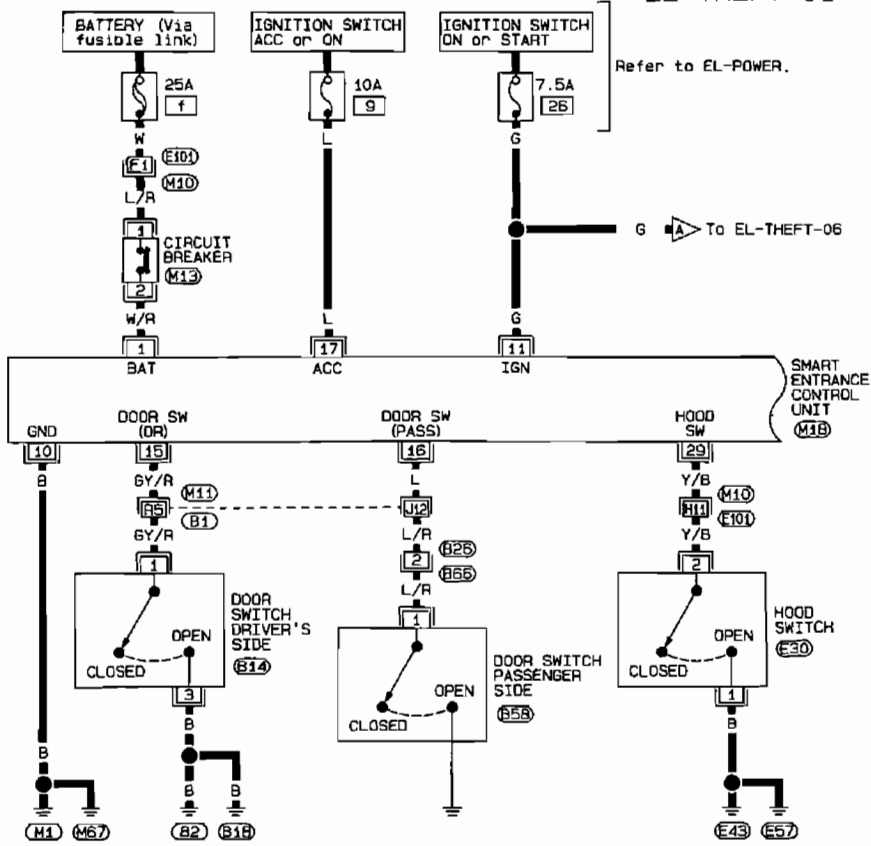 BATTERY (Via
fusible link)
IGNITION SWITCH
ACC or ON
IGNITION SWITCH
ON or START
Refer to EL-POWER.
25A
f
10A
9
7.5A
26
W
L
G
F1
E101
M10
L/R
1
CIRCUIT
BREAKER
M13
2
G
A
To EL-THEFT-06
W/R
L
G
1
17
11
BAT
ACC
IGN
SMART
ENTRANCE
CONTROL
UNIT
M18
GND
DOOR SW
(DR)
DOOR SW
(PASS)
HOOD
SW
10
15
16
29
B
GY/R
L
Y/B
A5
M11
B1
J12
H11
M10
E101
GY/R
L/R
Y/B
2
B26
B65
L/R
1
1
2
DOOR
SWITCH
DRIVER'S
SIDE
B14
OPEN
CLOSED
DOOR SWITCH
PASSENGER
SIDE
B58
OPEN
CLOSED
HOOD
SWITCH
E30
OPEN
CLOSED
3
1
B
B
B
B
B
M1
M67
B2
B18
E43
E57